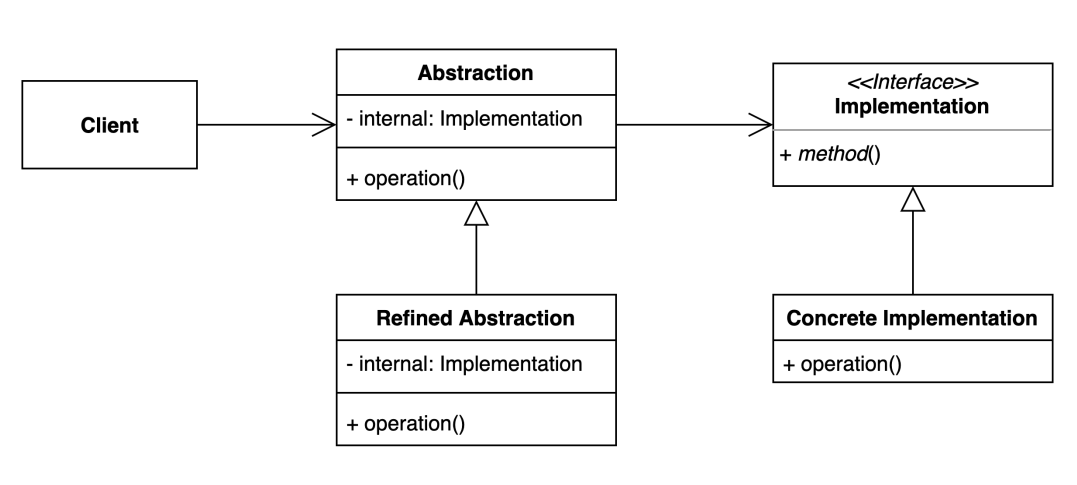 Client
Abstraction
- internal: Implementation
+ operation()
<<Interface>>
Implementation
+ method()
Refined Abstraction
- internal: Implementation
+ operation()
Concrete Implementation
+ operation()